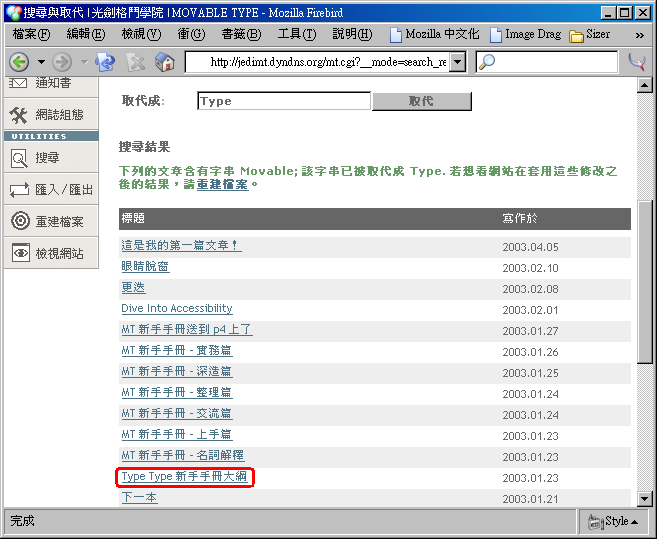 搜尋與取代 | 光劍格鬥學院 | MOVABLE TYPE - Mozilla Firebird
檔案(F) 編輯(E) 檢視(V) 衝(G) 書籤(B) 工具(T) 說明(H) Mozilla 中文化 Image Drag Sizer »
http://jedimt.dyndns.org/mt.cgi?__mode=search_re
通知書
網誌組態
UTILITIES
搜尋
匯入/匯出
重建檔案
檢視網站
取代成: Type 取代
搜尋結果
下列的文章含有字串 Movable; 該字串已被取代成 Type. 若想看網站在套用這些修改之
後的結果，請重建檔案。
標題 寫作於
這是我的第一篇文章！ 2003.04.05
眼睛脫窗 2003.02.10
更迭 2003.02.08
Dive Into Accessibility 2003.02.01
MT 新手手冊送到 p4 上了 2003.01.27
MT 新手手冊 - 實務篇 2003.01.26
MT 新手手冊 - 深造篇 2003.01.25
MT 新手手冊 - 整理篇 2003.01.24
MT 新手手冊 - 交流篇 2003.01.24
MT 新手手冊 - 上手篇 2003.01.23
MT 新手手冊 - 名詞解釋 2003.01.23
Type Type 新手手冊大綱 2003.01.23
下一本 2003.01.21
完成 Style